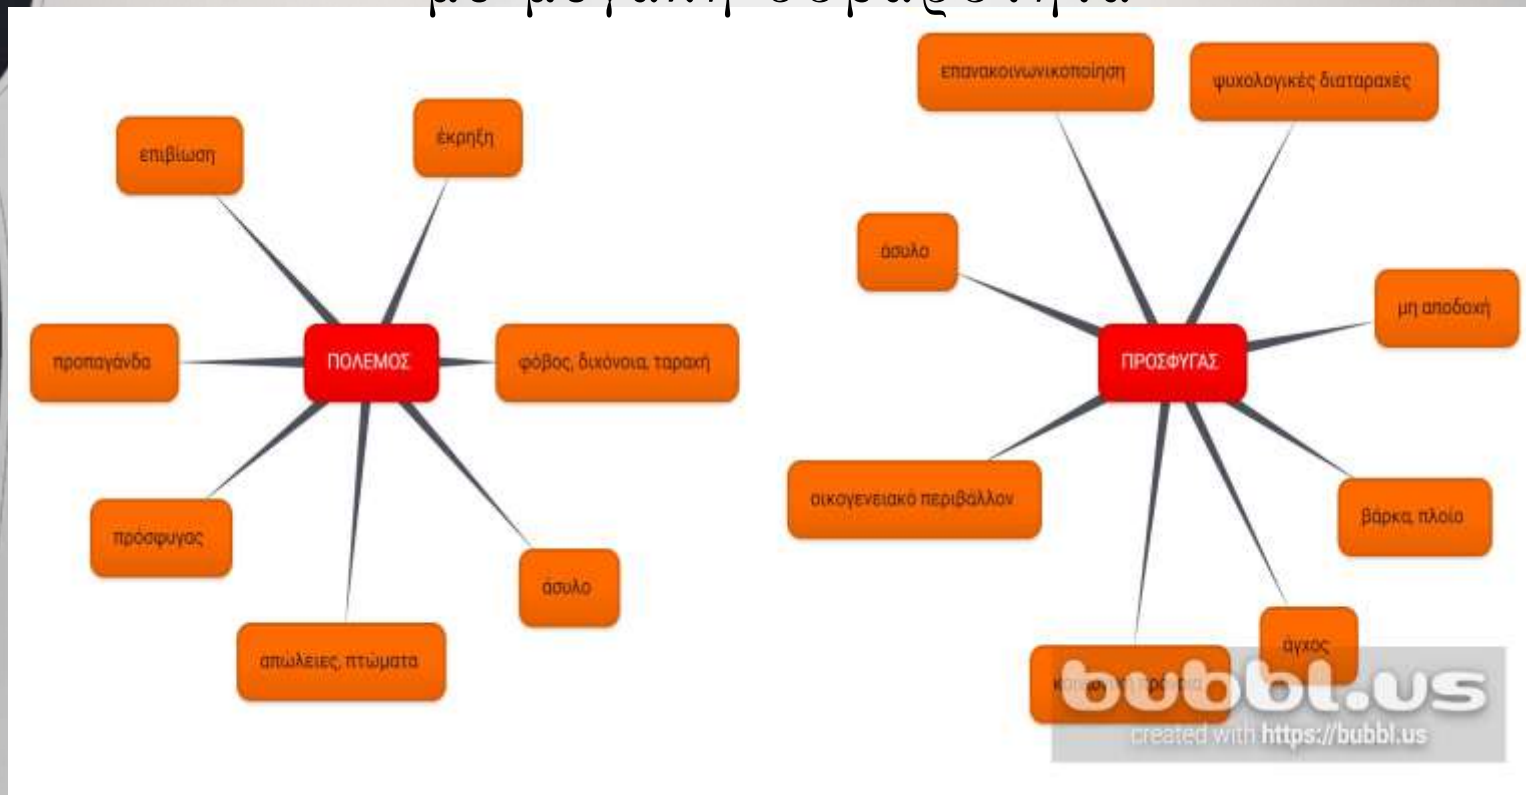 επιβίωση
έκρηξη
προπαγάνδα
ΠΟΛΕΜΟΣ
φόβος, διχόνοια, ταραχή
πρόσφυγας
άσυλο
απώλειες, πτώματα
επανακοινωνικοποίηση
ψυχολογικές διαταραχές
άσυλο
μη αποδοχή
ΠΡΟΣΦΥΓΑΣ
οικογενειακό περιβάλλον
βάρκα, πλοίο
άγχος
bubbl.us
created with https://bubbl.us